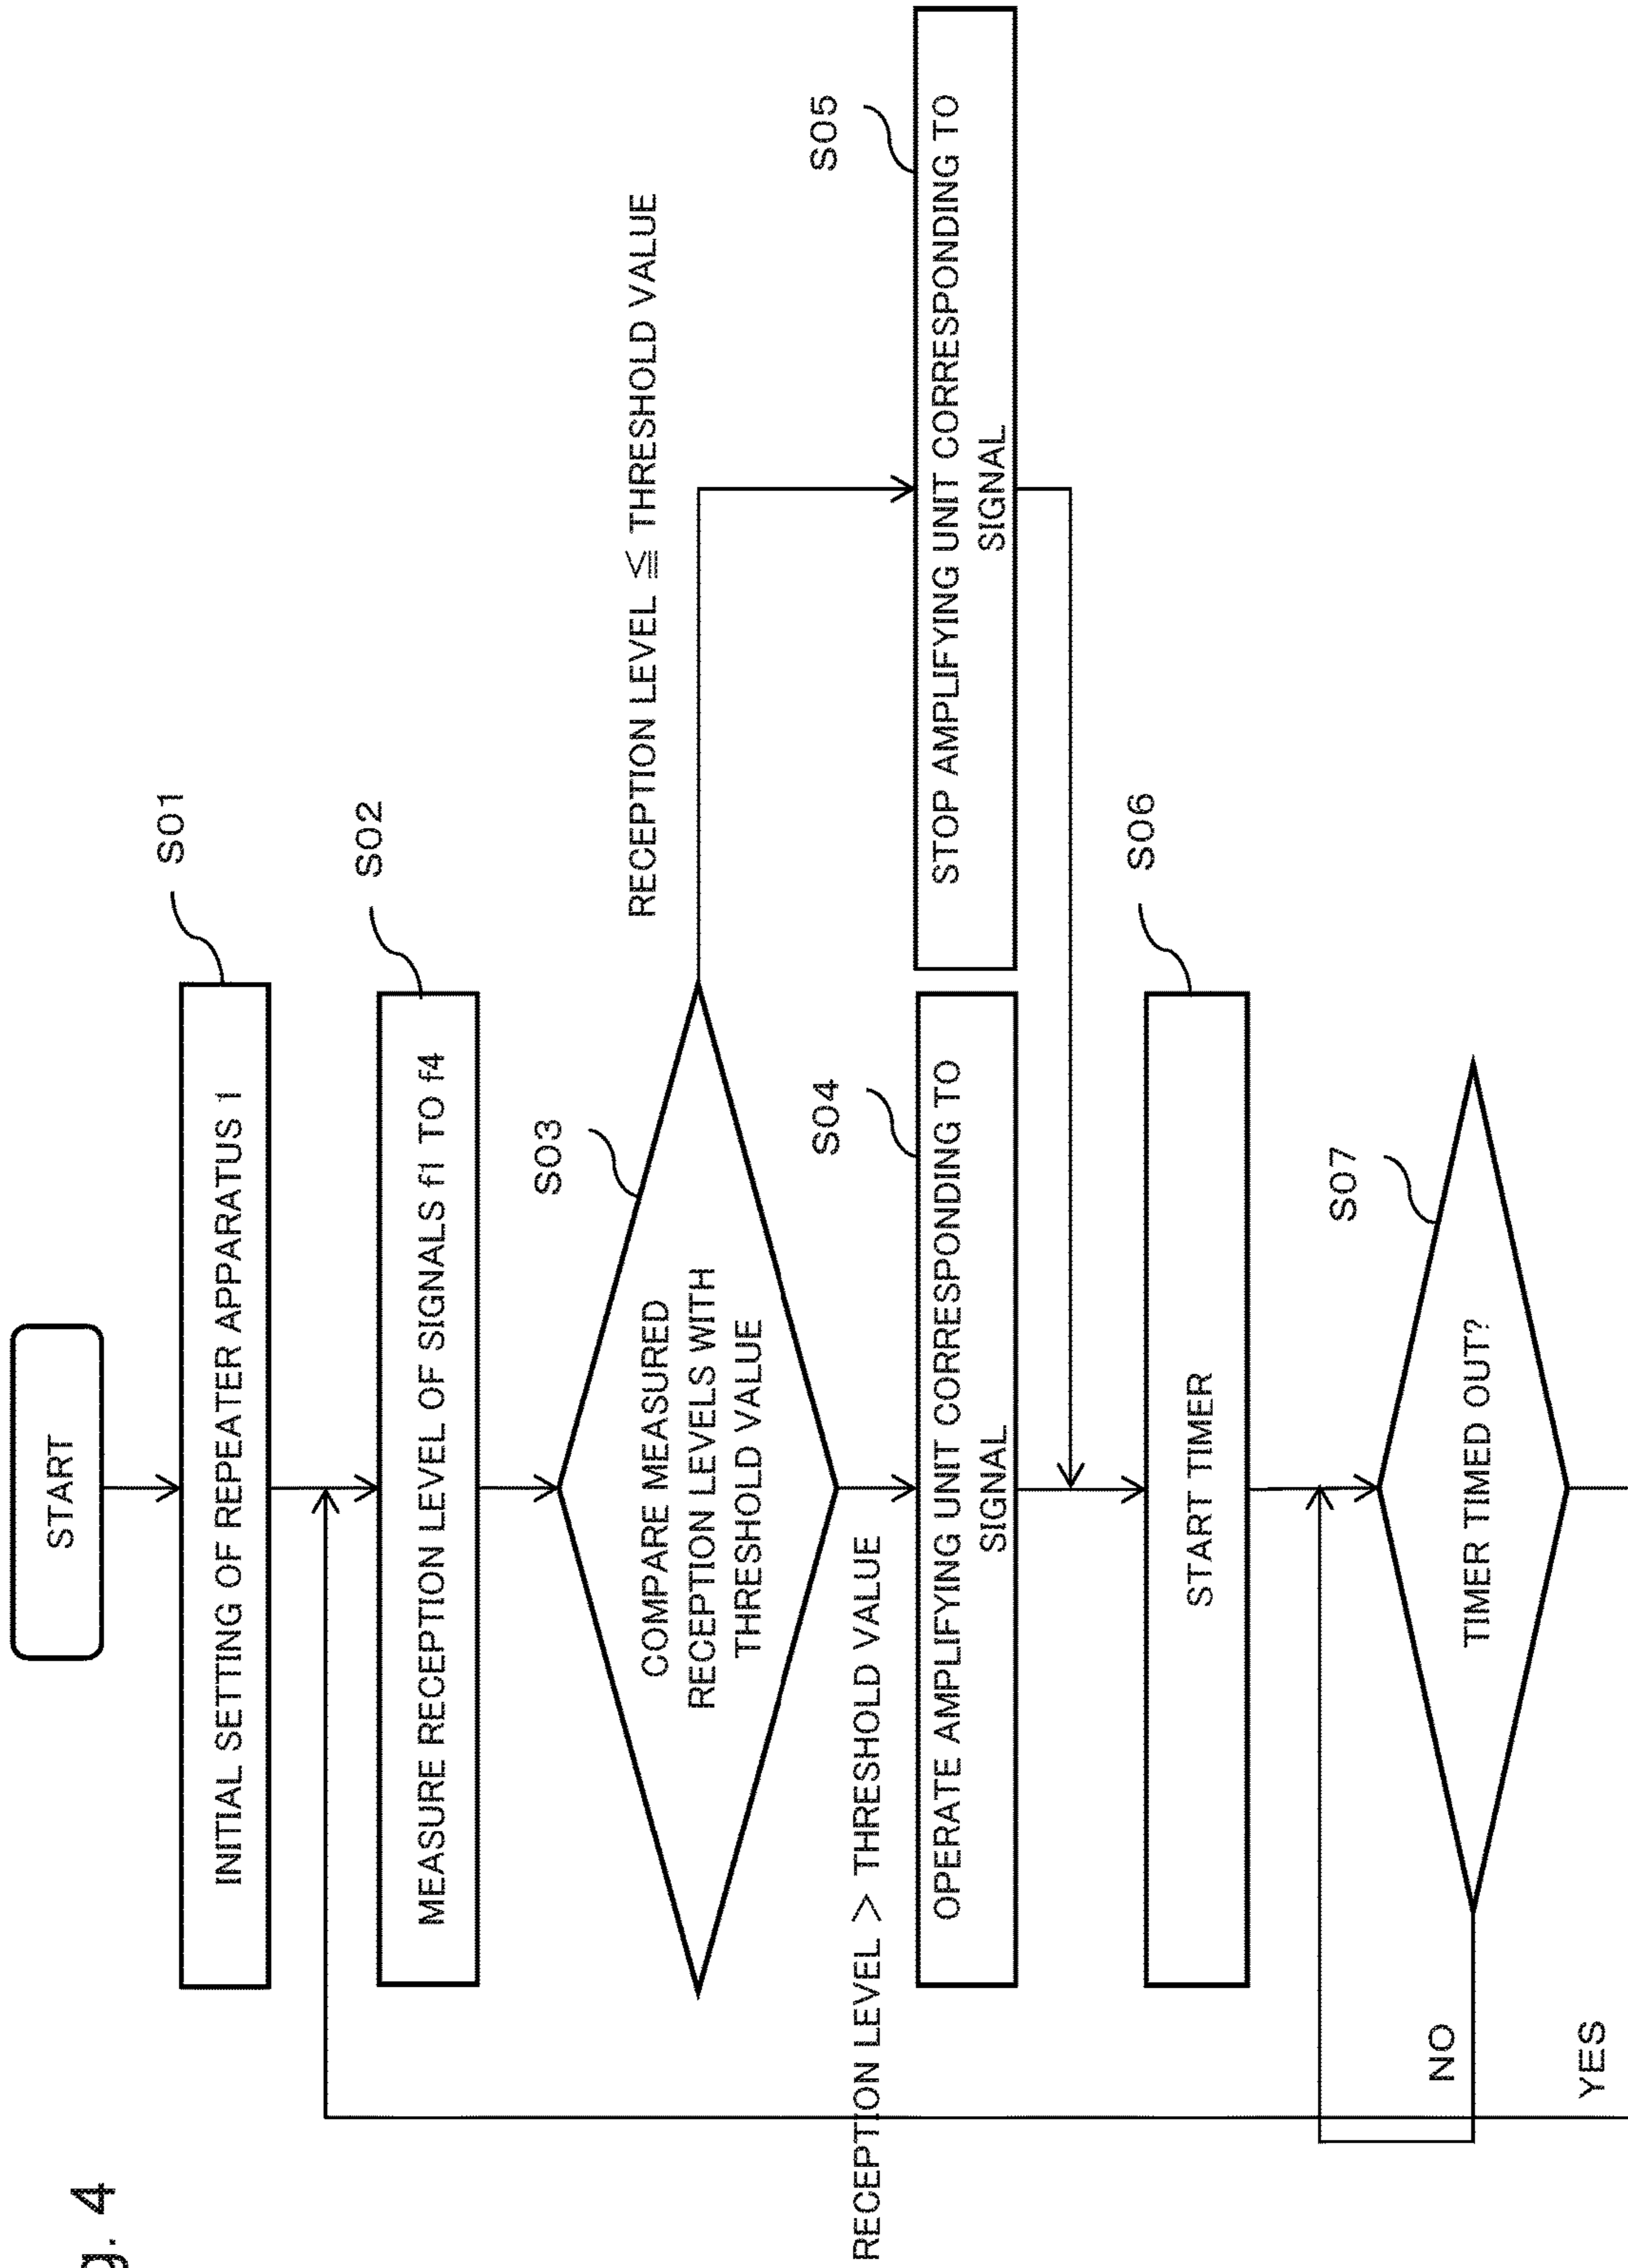 g. 4
START
S01
INITIAL SETTING OF REPEATER APPARATUS 1
S02
MEASURE RECEPTION LEVEL OF SIGNALS f1 TO f4
S03
COMPARE MEASURED
RECEPTION LEVELS WITH
THRESHOLD VALUE
RECEPTION LEVEL ≦ THRESHOLD VALUE
RECEPTION LEVEL > THRESHOLD VALUE
S04
OPERATE AMPLIFYING UNIT CORRESPONDING TO
SIGNAL
S05
STOP AMPLIFYING UNIT CORRESPONDING TO
SIGNAL
S06
START TIMER
S07
TIMER TIMED OUT?
NO
YES